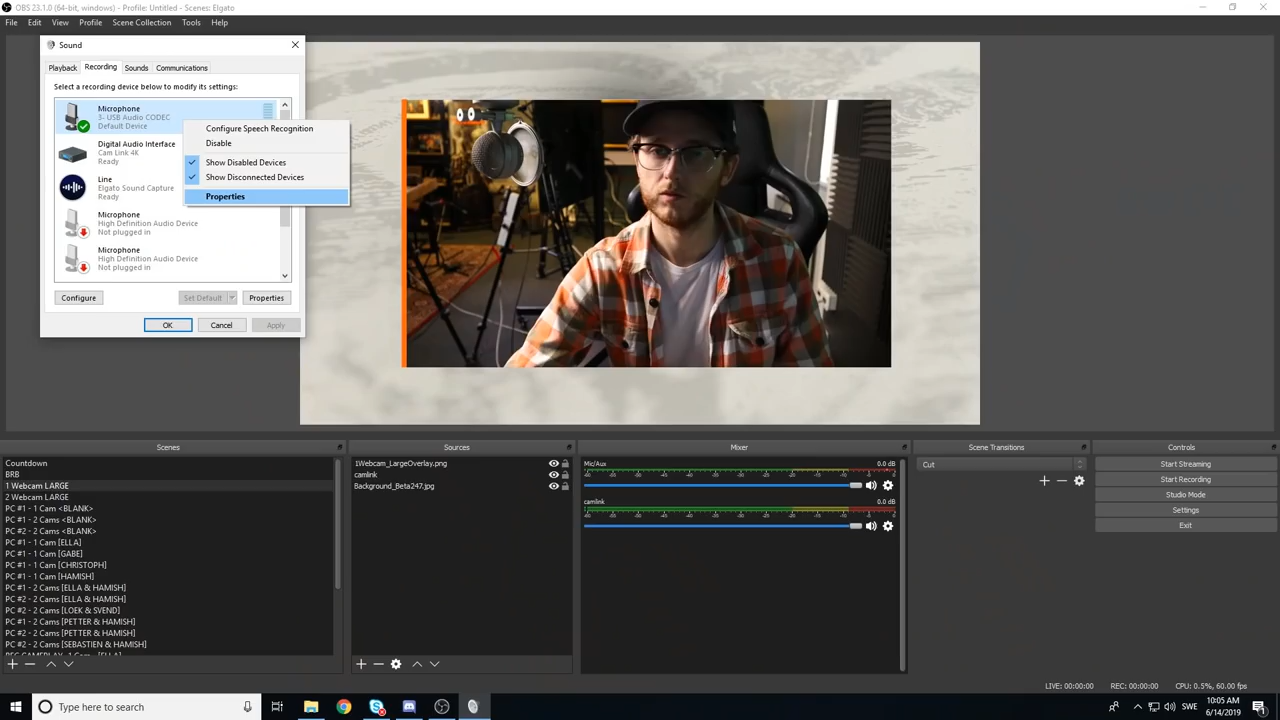 OBS 23.1.0 (64-bit, windows) - Profile: Untitled - Scenes: Elgato
File Edit View Profile Scene Collection Tools Help
Sound
Playback Recording Sounds Communications
Select a recording device below to modify its settings:
Microphone
3- USB Audio CODEC
Default Device
Digital Audio Interface
Cam Link 4K
Ready
Line
Elgato Sound Capture
Ready
Microphone
High Definition Audio Device
Not plugged in
Microphone
High Definition Audio Device
Not plugged in
Configure Set Default Properties
OK Cancel Apply
Configure Speech Recognition
Disable
Show Disabled Devices
Show Disconnected Devices
Properties
Scenes
Countdown
BRB
1 Webcam LARGE
2 Webcam LARGE
PC #1 - 1 Cam <BLANK>
PC #1 - 2 Cams <BLANK>
PC #2 - 2 Cams <BLANK>
PC #1 - 1 Cam [ELLA]
PC #1 - 1 Cam [GABE]
PC #1 - 1 Cam [CHRISTOPH]
PC #1 - 1 Cam [HAMISH]
PC #1 - 2 Cams [ELLA & HAMISH]
PC #2 - 2 Cams [ELLA & HAMISH]
PC #2 - 2 Cams [LOEK & SVEND]
PC #1 - 2 Cams [PETTER & HAMISH]
PC #2 - 2 Cams [PETTER & HAMISH]
PC #2 - 2 Cams [SEBASTIEN & HAMISH]
Sources
1Webcam_LargeOverlay.png
camlink
Background_Beta247.jpg
Mixer
Mic/Aux 0.0 dB
camlink 0.0 dB
Scene Transitions
Cut
Controls
Start Streaming
Start Recording
Studio Mode
Settings
Exit
LIVE: 00:00:00 REC: 00:00:00 CPU: 0.5%, 60.00 fps
Type here to search
SWE
10:05 AM
6/14/2019